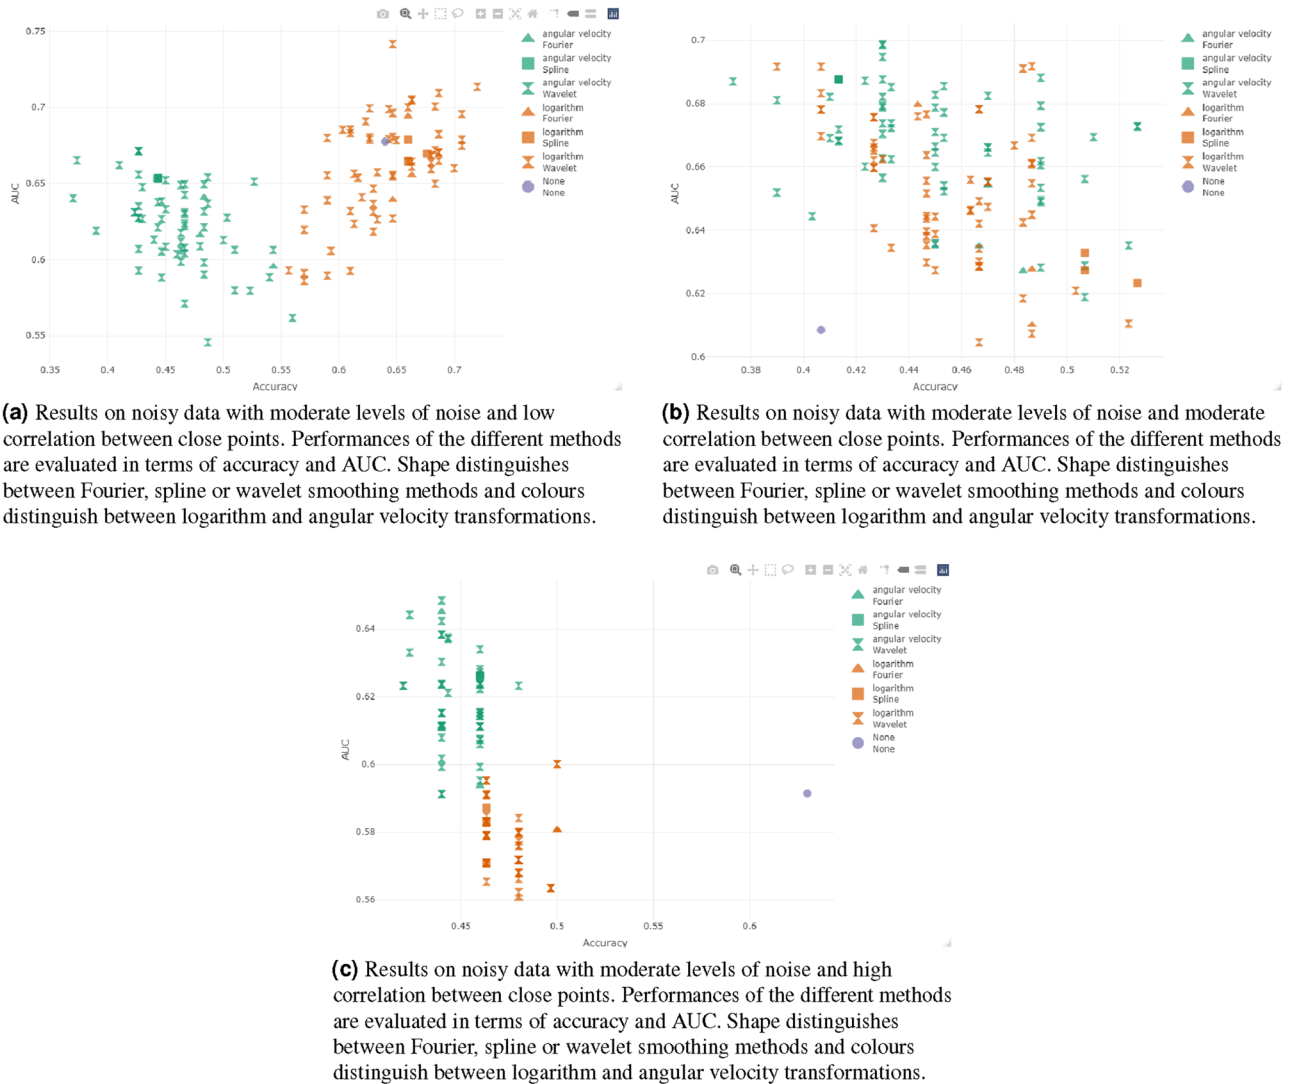 0.75
0.7
0.65
0.6
0.55
AUC
0.35
0.4
0.45
0.5
0.55
0.6
0.65
0.7
Accuracy
angular velocity
Fourier
angular velocity
Spline
angular velocity
Wavelet
logarithm
Fourier
logarithm
Spline
logarithm
Wavelet
None
None
(a) Results on noisy data with moderate levels of noise and low
correlation between close points. Performances of the different methods
are evaluated in terms of accuracy and AUC. Shape distinguishes
between Fourier, spline or wavelet smoothing methods and colours
distinguish between logarithm and angular velocity transformations.
0.7
0.68
0.66
0.64
0.62
0.6
AUC
0.38
0.4
0.42
0.44
0.46
0.48
0.5
0.52
Accuracy
angular velocity
Fourier
angular velocity
Spline
angular velocity
Wavelet
logarithm
Fourier
logarithm
Spline
logarithm
Wavelet
None
None
(b) Results on noisy data with moderate levels of noise and moderate
correlation between close points. Performances of the different methods
are evaluated in terms of accuracy and AUC. Shape distinguishes
between Fourier, spline or wavelet smoothing methods and colours
distinguish between logarithm and angular velocity transformations.
0.64
0.62
0.6
0.58
0.56
AUC
0.45
0.5
0.55
0.6
Accuracy
angular velocity
Fourier
angular velocity
Spline
angular velocity
Wavelet
logarithm
Fourier
logarithm
Spline
logarithm
Wavelet
None
None
(c) Results on noisy data with moderate levels of noise and high
correlation between close points. Performances of the different methods
are evaluated in terms of accuracy and AUC. Shape distinguishes
between Fourier, spline or wavelet smoothing methods and colours
distinguish between logarithm and angular velocity transformations.